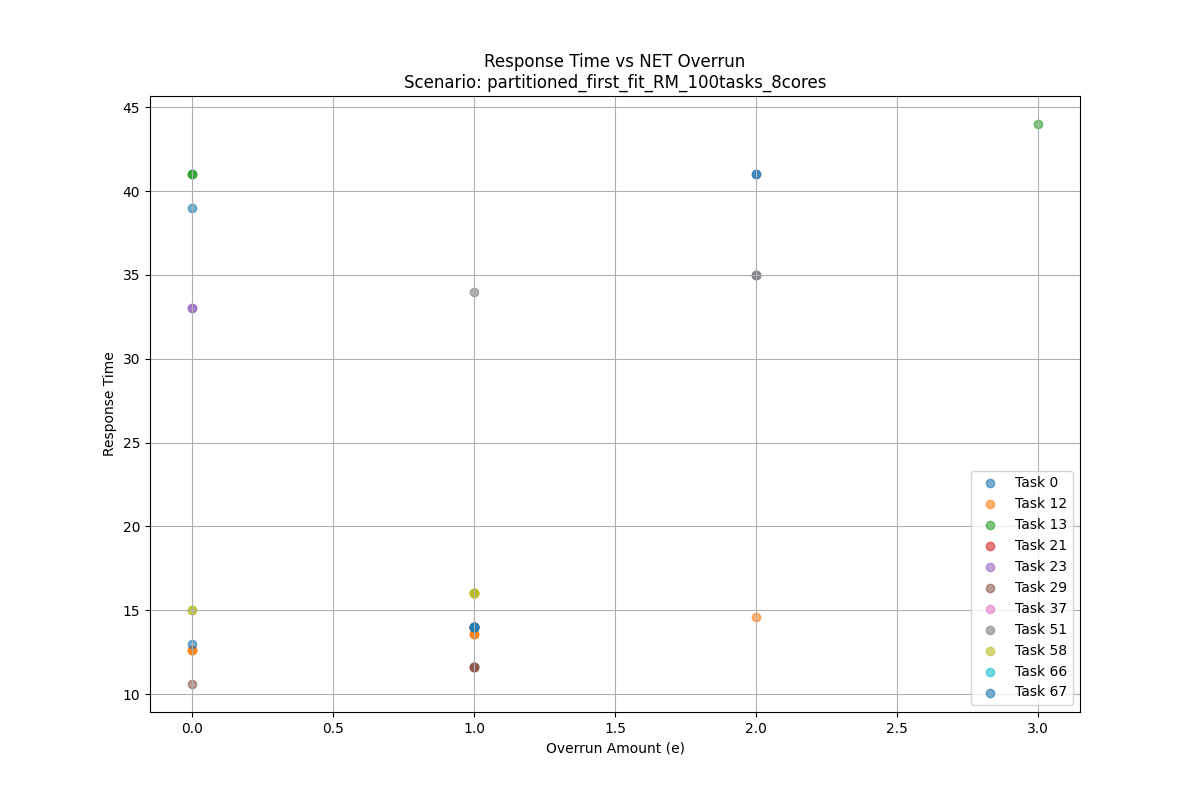 Response Time vs NET Overrun
Scenario: partitioned_first_fit_RM_100tasks_8cores
45
40
35
30
25
20
15
10
Response Time
Task 0
Task 12
Task 13
Task 21
Task 23
Task 29
Task 37
Task 51
Task 58
Task 66
Task 67
0.0 0.5 1.0 1.5 2.0 2.5 3.0
Overrun Amount (e)